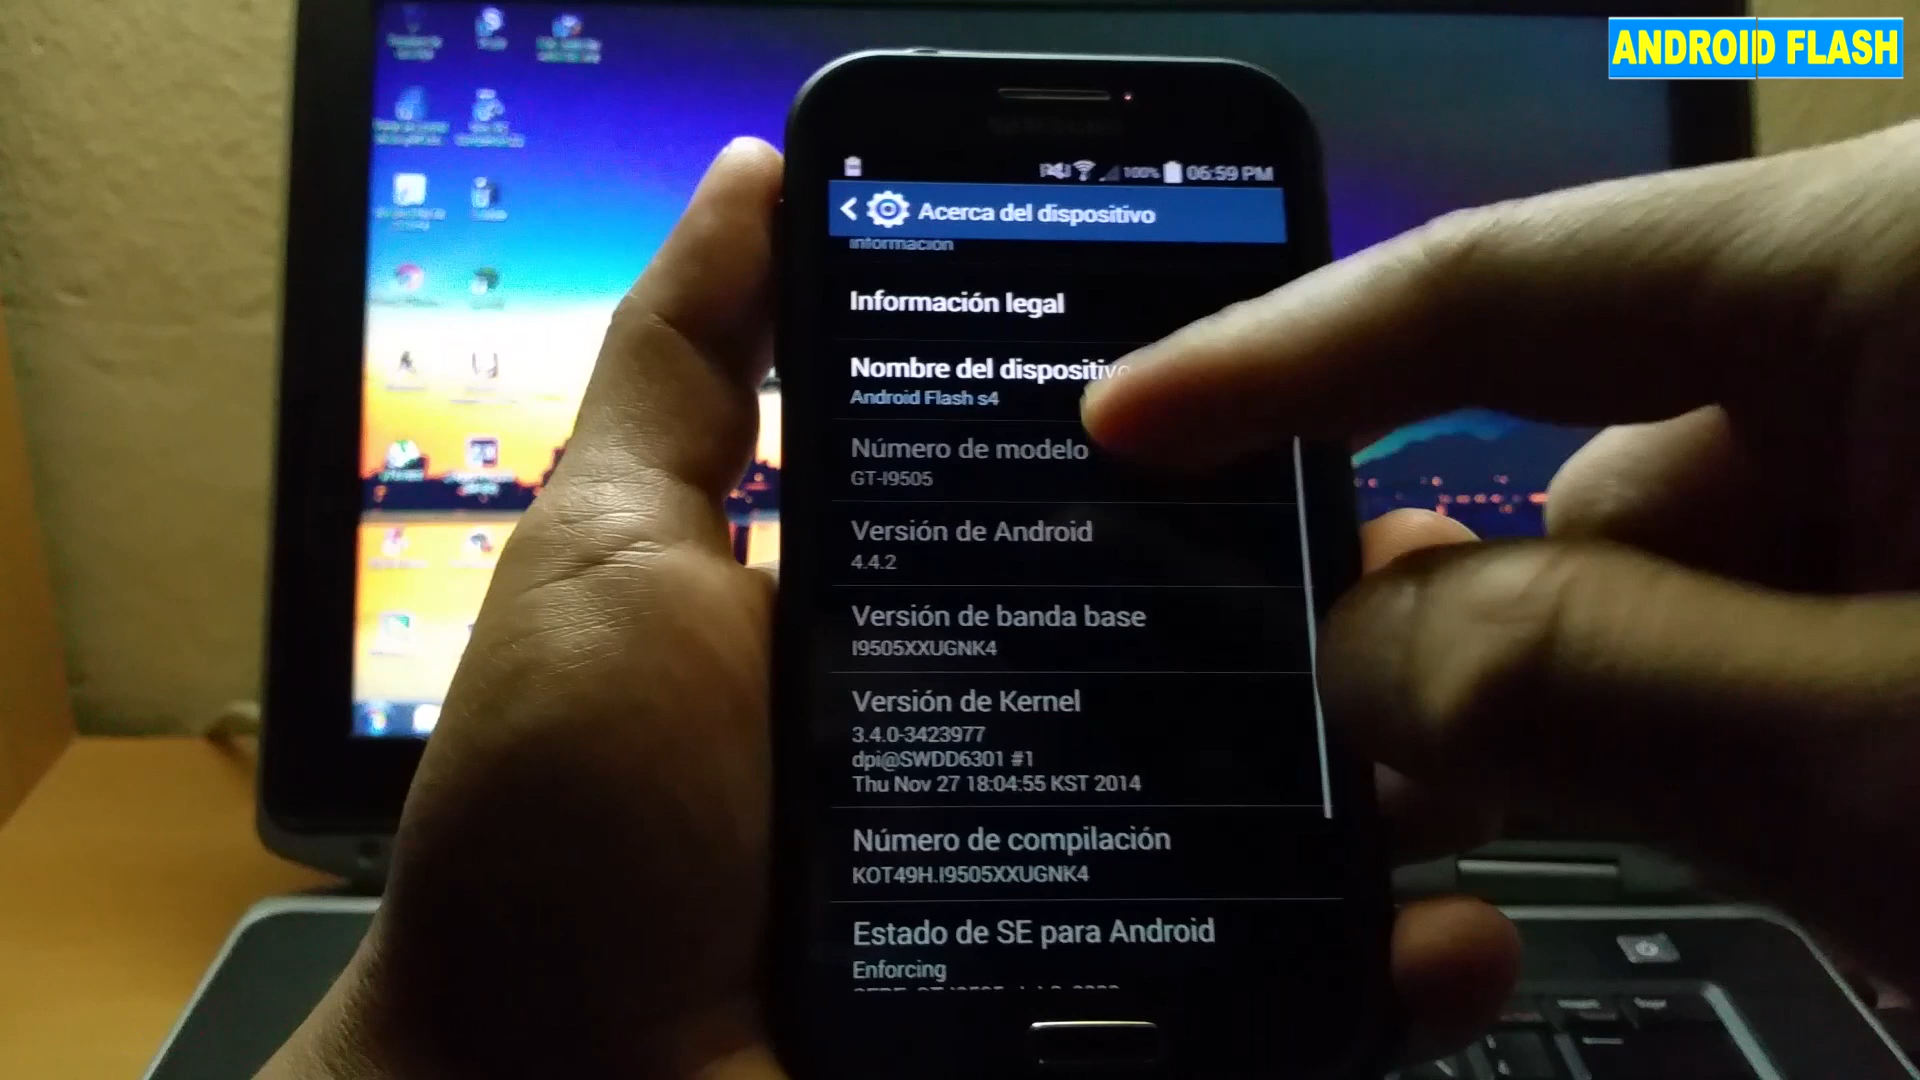 ANDROID FLASH
SAMSUNG
100% 06:59 PM
Acerca del dispositivo
información
Información legal
Nombre del dispositivo
Android Flash s4
Número de modelo
GT-I9505
Versión de Android
4.4.2
Versión de banda base
I9505XXUGNK4
Versión de Kernel
3.4.0-3423977
dpi@SWDD6301 #1
Thu Nov 27 18:04:55 KST 2014
Número de compilación
KOT49H.I9505XXUGNK4
Estado de SE para Android
Enforcing